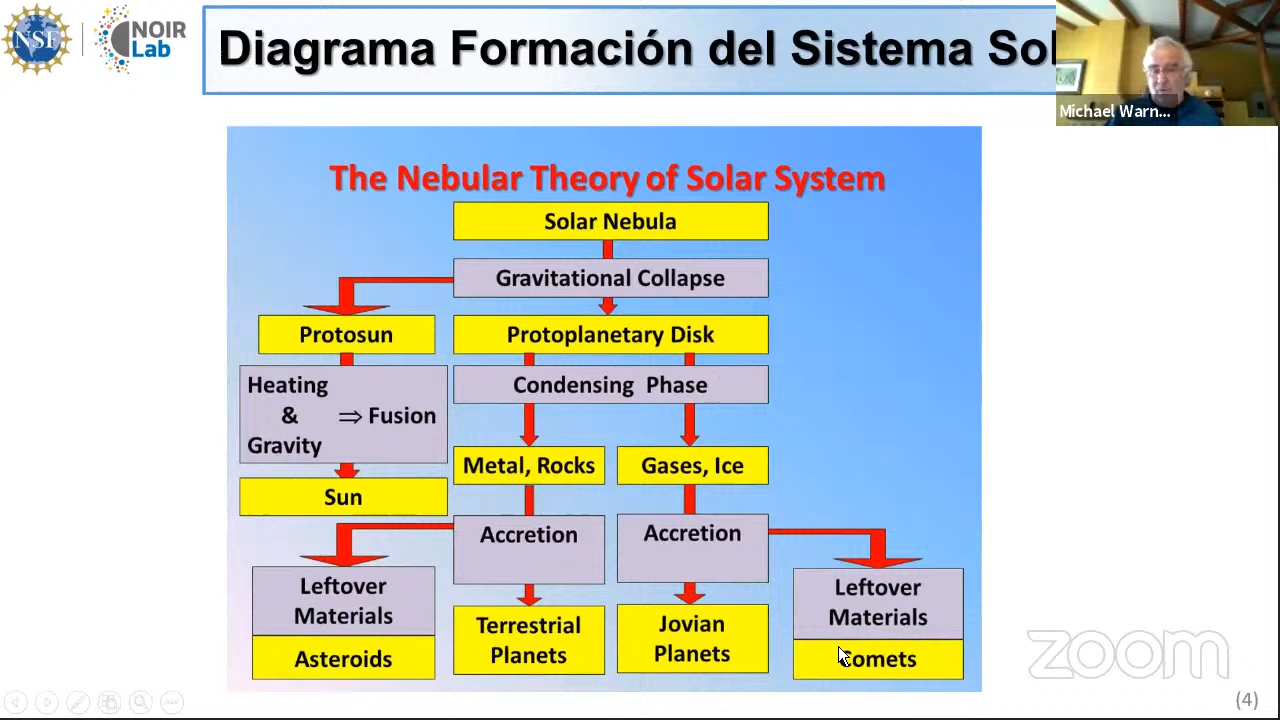 NSF
NOIR
Lab
Diagrama Formación del Sistema Sol
Michael Warn...
The Nebular Theory of Solar System
Solar Nebula
Gravitational Collapse
Protosun
Protoplanetary Disk
Heating
&
Gravity
⇒ Fusion
Condensing Phase
Metal, Rocks
Gases, Ice
Sun
Accretion
Accretion
Leftover
Materials
Asteroids
Terrestrial
Planets
Jovian
Planets
Leftover
Materials
Comets
zoom
(4)